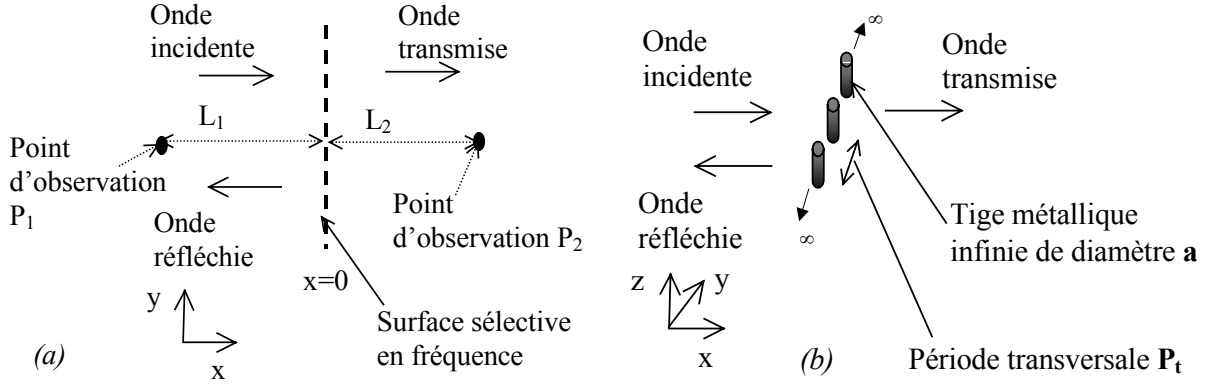 Onde
incidente
Onde
transmise
L1
L2
Point
d'observation
P1
Point
d'observation P2
Onde
réfléchie
x=0
y
x
Surface sélective
en fréquence
(a)
∞
Onde
incidente
Onde
transmise
Onde
réfléchie
∞
Tige métallique
infinie de diamètre a
z
y
x
(b)
Période transversale Pt